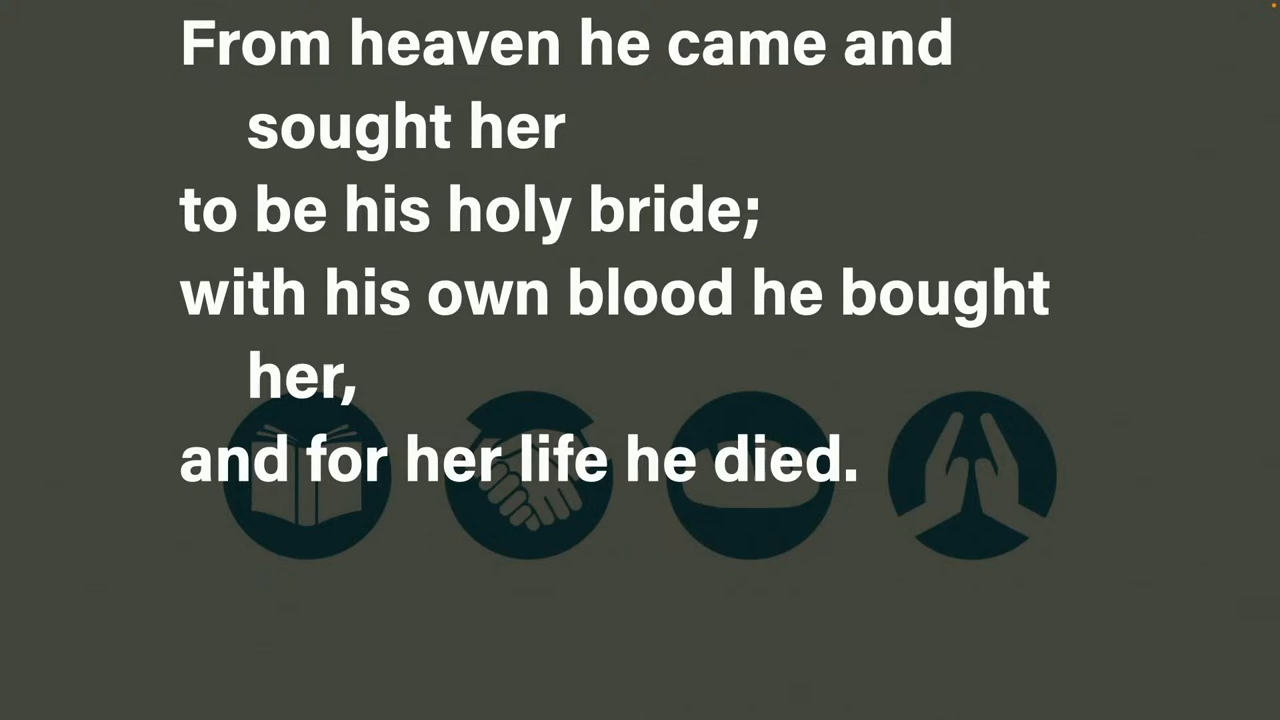 From heaven he came and
sought her
to be his holy bride;
with his own blood he bought
her,
and for her life he died.